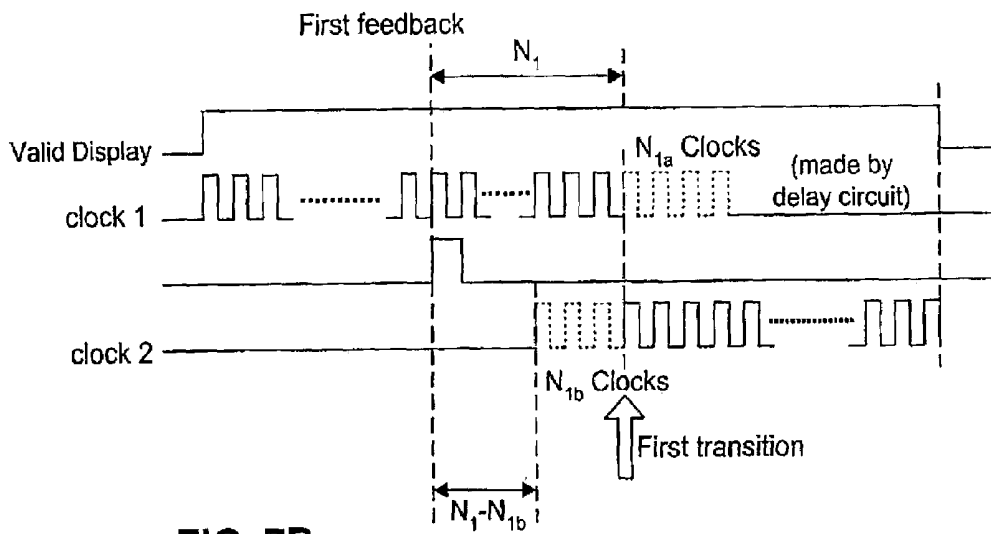 First feedback
N1
Valid Display
N1a Clocks
(made by
delay circuit)
clock 1
clock 2
N1b Clocks
First transition
N1-N1b